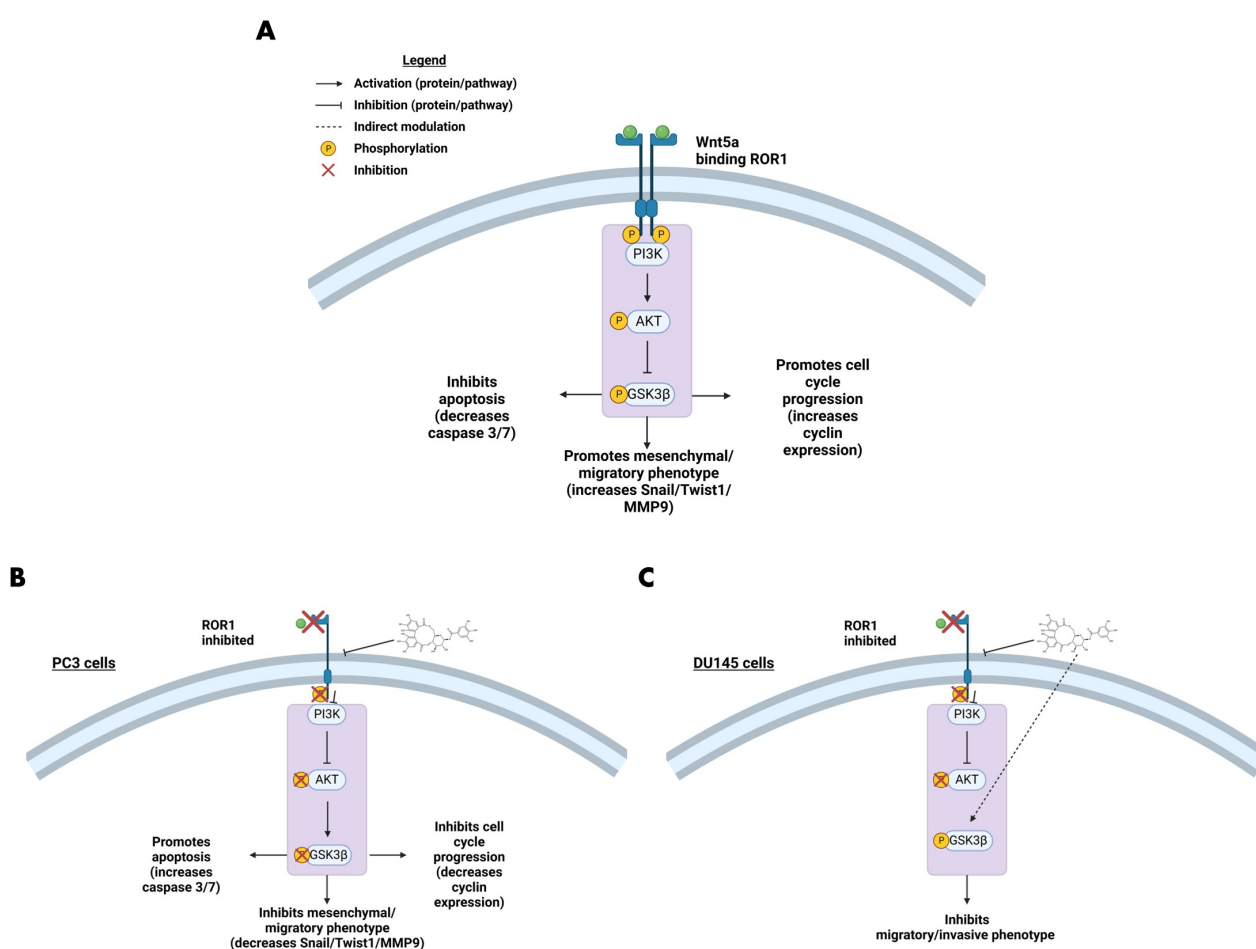 A
Legend
Activation (protein/pathway)
Inhibition (protein/pathway)
Indirect modulation
P Phosphorylation
Inhibition
Wnt5a
binding ROR1
P P
PI3K
P AKT
P GSK3β
Inhibits
apoptosis
(decreases
caspase 3/7)
Promotes cell
cycle
progression
(increases
cyclin
expression)
Promotes mesenchymal/
migratory phenotype
(increases Snail/Twist1/
MMP9)
B
PC3 cells
ROR1
inhibited
PI3K
AKT
GSK3β
Promotes
apoptosis
(increases
caspase 3/7)
Inhibits cell
cycle
progression
(decreases
cyclin
expression)
Inhibits mesenchymal/
migratory phenotype
(decreases Snail/Twist1/MMP9)
C
DU145 cells
ROR1
inhibited
PI3K
AKT
P GSK3β
Inhibits
migratory/invasive phenotype